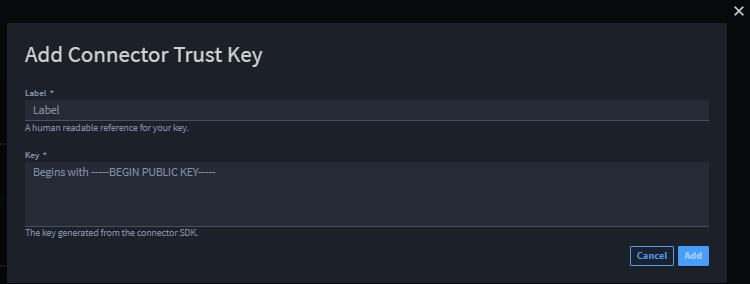 Add Connector Trust Key
Label *
Label
A human readable reference for your key.
Key *
Begins with -----BEGIN PUBLIC KEY-----
The key generated from the connector SDK.
Cancel Add